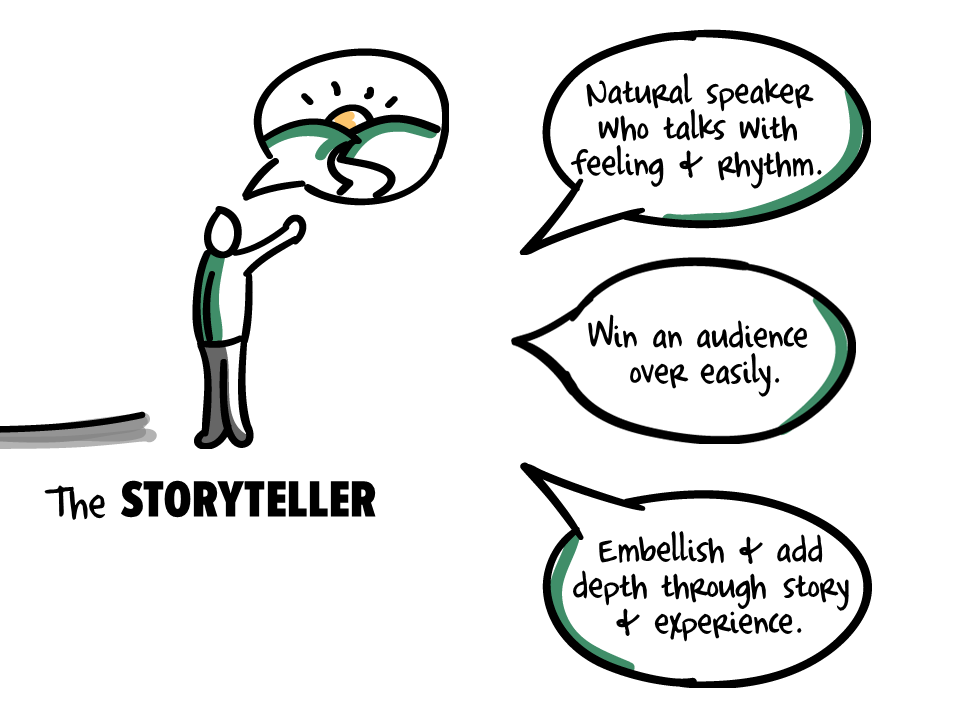 The STORYTELLER
Natural speaker
who talks with
feeling & rhythm.
Win an audience
over easily.
Embellish & add
depth through story
& experience.